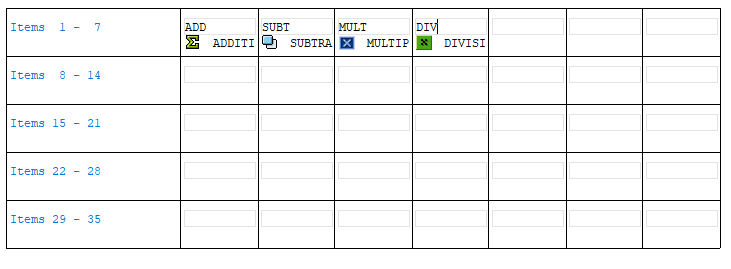 Items 1 - 7 ADD SUBT MULT DIV
ADDITI SUBTRA MULTIP DIVISI
Items 8 - 14
Items 15 - 21
Items 22 - 28
Items 29 - 35